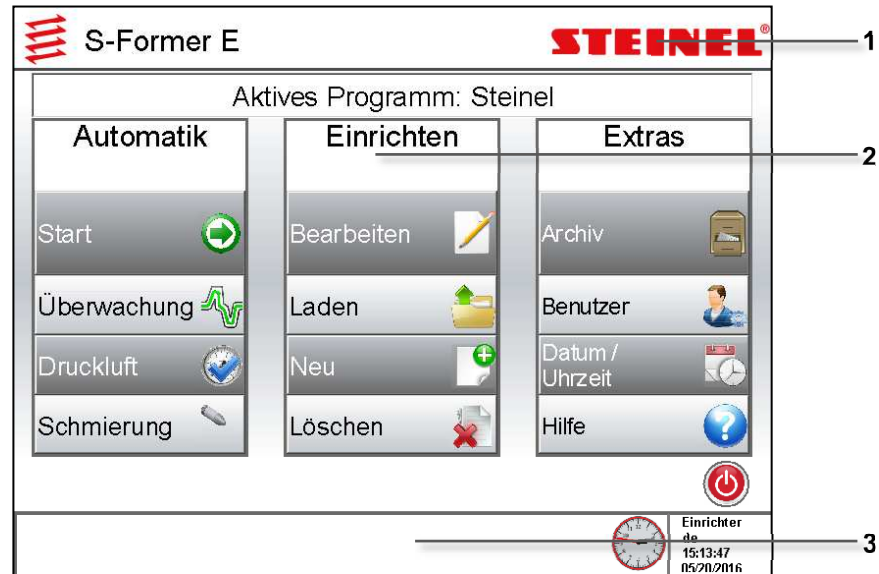 S-Former E
STEINEL®
1
Aktives Programm: Steinel
Automatik
Einrichten
Extras
2
Start
Bearbeiten
Archiv
Überwachung
Laden
Benutzer
Druckluft
Neu
Datum /
Uhrzeit
Schmierung
Löschen
Hilfe
Einrichter
de
3
15:13:47
05/20/2016